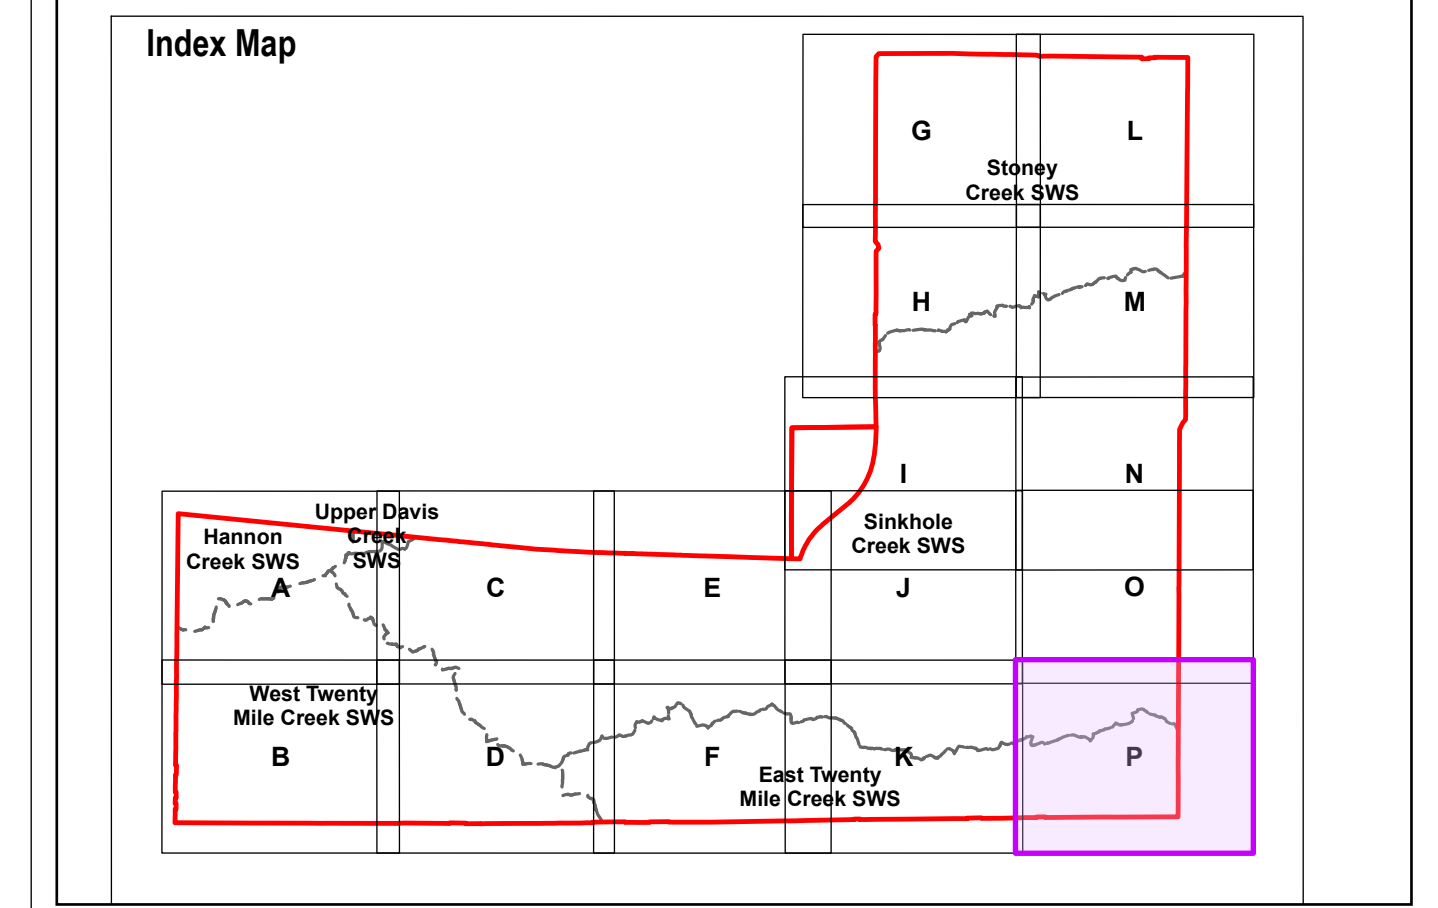 Index Map
G
L
Stoney
Creek SWS
H
M
I
N
Upper Davis
Creek
SWS
Hannon
Creek SWS
Sinkhole
Creek SWS
A
C
E
J
O
West Twenty
Mile Creek SWS
B
D
F
K
P
East Twenty
Mile Creek SWS